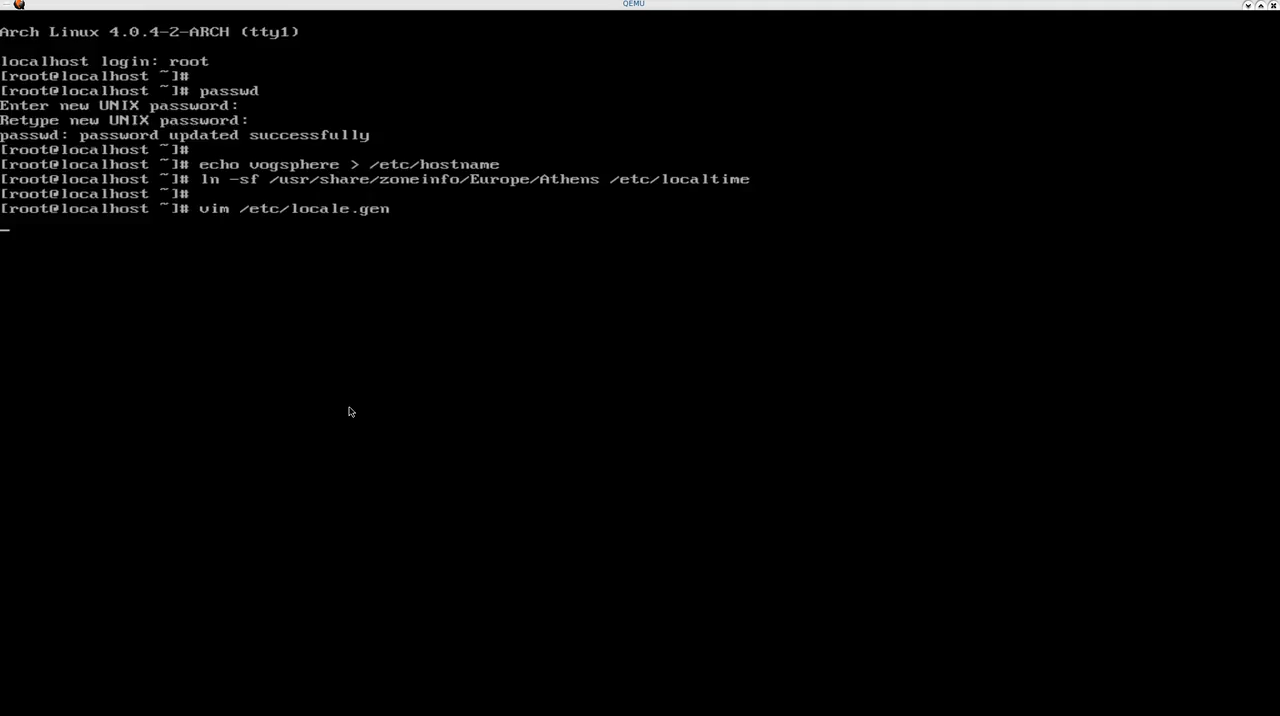 QEMU
Arch Linux 4.0.4-2-ARCH (tty1)
localhost login: root
[root@localhost ~]#
[root@localhost ~]# passwd
Enter new UNIX password:
Retype new UNIX password:
passwd: password updated successfully
[root@localhost ~]#
[root@localhost ~]# echo vogsphere > /etc/hostname
[root@localhost ~]# ln -sf /usr/share/zoneinfo/Europe/Athens /etc/localtime
[root@localhost ~]#
[root@localhost ~]# vim /etc/locale.gen